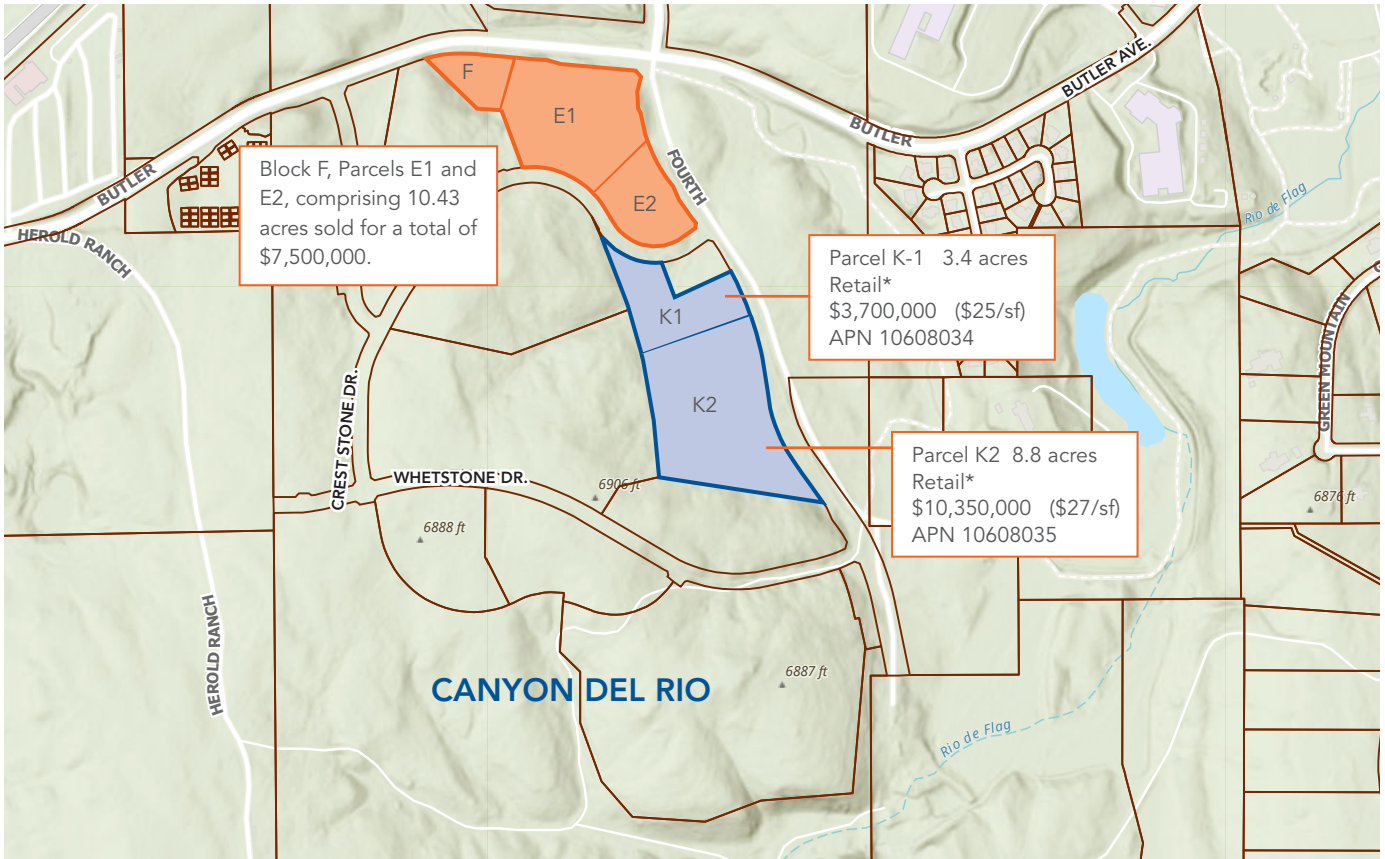 F
E1
E2
BUTLER AVE.
BUTLER
FOURTH
Block F, Parcels E1 and
E2, comprising 10.43
acres sold for a total of
$7,500,000.
BUTLER
HEROLD RANCH
Rio de Flag
Parcel K-1 3.4 acres
Retail*
$3,700,000 ($25/sf)
APN 10608034
K1
K2
GREEN MOUNTAIN
G
CREST STONE DR.
WHETSTONE DR.
Parcel K2 8.8 acres
Retail*
$10,350,000 ($27/sf)
APN 10608035
6906 ft
6888 ft
6876 ft
HEROLD RANCH
6887 ft
CANYON DEL RIO
Rio de Flag